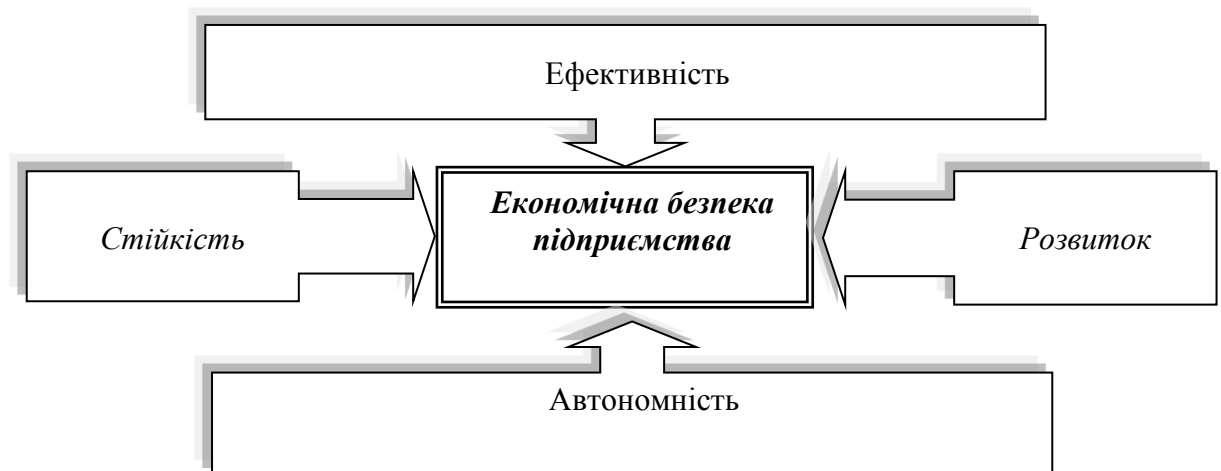 Ефективність
Економічна безпека
підприємства
Стійкість
Розвиток
Автономність